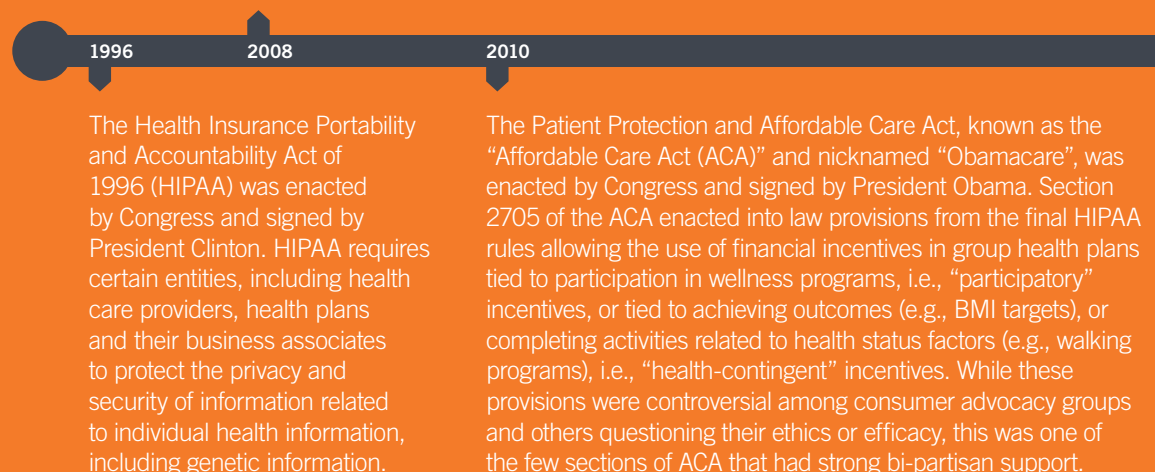 1996 2008 2010
The Health Insurance Portability
and Accountability Act of
1996 (HIPAA) was enacted
by Congress and signed by
President Clinton. HIPAA requires
certain entities, including health
care providers, health plans
and their business associates
to protect the privacy and
security of information related
to individual health information,
including genetic information.
The Patient Protection and Affordable Care Act, known as the
“Affordable Care Act (ACA)” and nicknamed “Obamacare”, was
enacted by Congress and signed by President Obama. Section
2705 of the ACA enacted into law provisions from the final HIPAA
rules allowing the use of financial incentives in group health plans
tied to participation in wellness programs, i.e., “participatory”
incentives, or tied to achieving outcomes (e.g., BMI targets), or
completing activities related to health status factors (e.g., walking
programs), i.e., “health-contingent” incentives. While these
provisions were controversial among consumer advocacy groups
and others questioning their ethics or efficacy, this was one of
the few sections of ACA that had strong bi-partisan support.